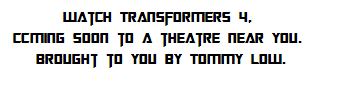 WATCH TRANSFORMERS 4,
COMING SOON TO A THEATRE NEAR YOU.
BROUGHT TO YOU BY TOMMY LOW.